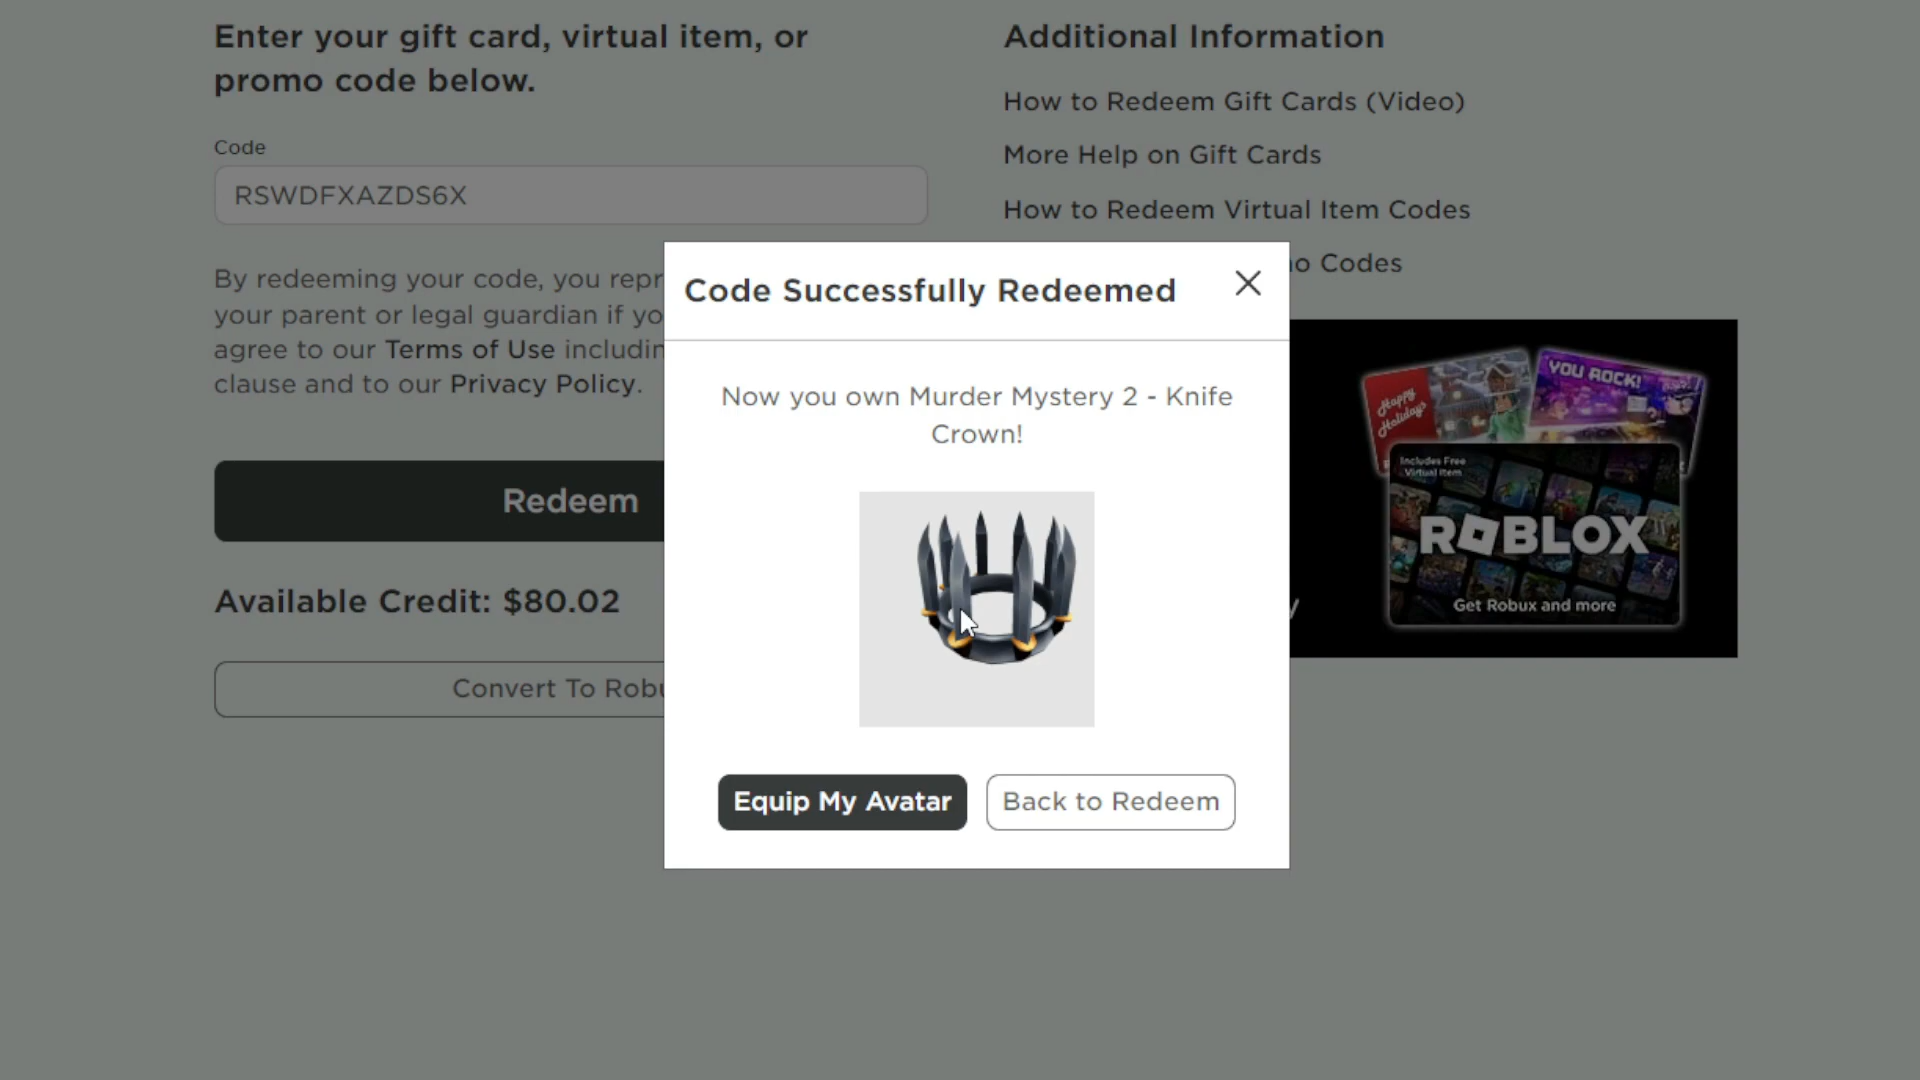 Enter your gift card, virtual item, or
promo code below.
Code
RSWDFXAZDS6X
By redeeming your code, you repr
your parent or legal guardian if yo
agree to our Terms of Use includin
clause and to our Privacy Policy.
Redeem
Available Credit: $80.02
Convert To Robu
Additional Information
How to Redeem Gift Cards (Video)
More Help on Gift Cards
How to Redeem Virtual Item Codes
o Codes
Code Successfully Redeemed
Now you own Murder Mystery 2 - Knife
Crown!
Equip My Avatar
Back to Redeem
Happy
Holidays
YOU ROCK!
Includes Free
Virtual Item
ROBLOX
Get Robux and more
y